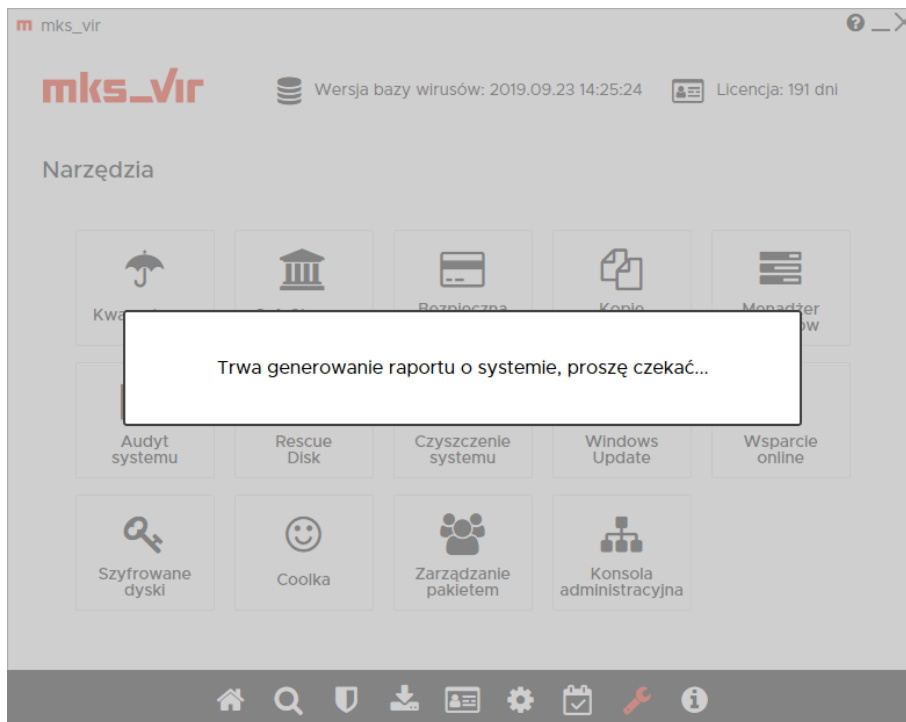 m mks_vir
mks_vir
Wersja bazy wirusów: 2019.09.23 14:25:24
Licencja: 191 dni
Narzędzia
Trwa generowanie raportu o systemie, proszę czekać...
Audyt
systemu
Rescue
Disk
Czyszczenie
systemu
Windows
Update
Wsparcie
online
Szyfrowane
dyski
Coolka
Zarządzanie
pakietem
Konsola
administracyjna